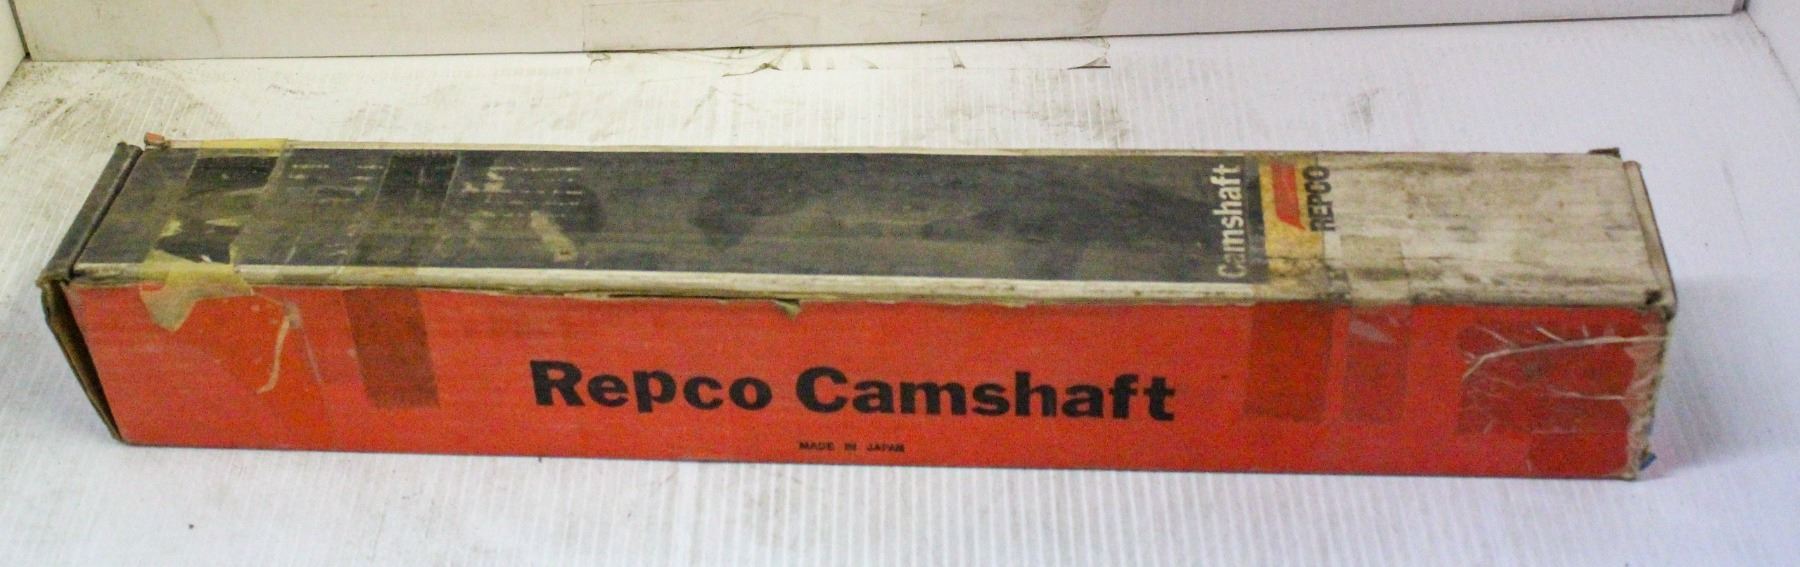 Camshaft
REPCO
Repco Camshaft
MADE IN JAPAN